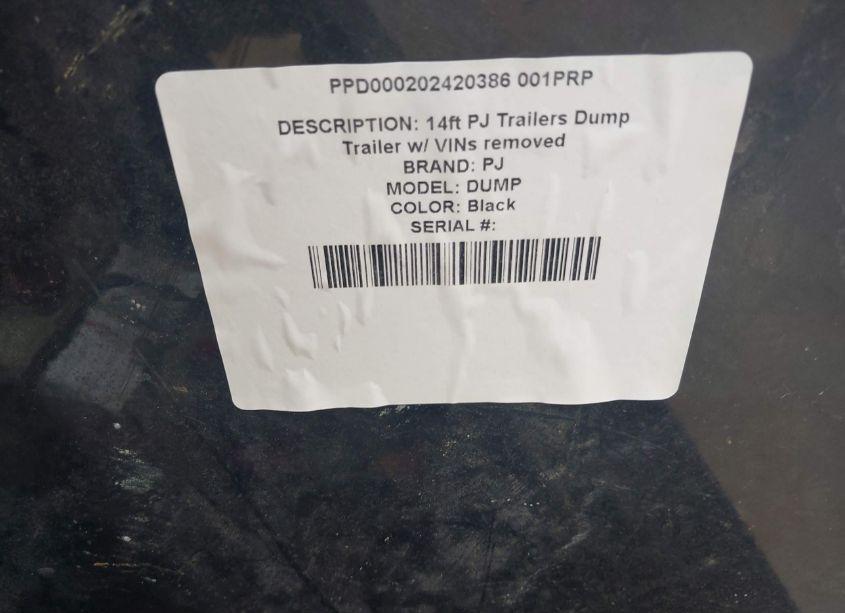 PPD000202420386 001PRP
DESCRIPTION: 14ft PJ Trailers Dump
Trailer w/ VINs removed
BRAND: PJ
MODEL: DUMP
COLOR: Black
SERIAL #: